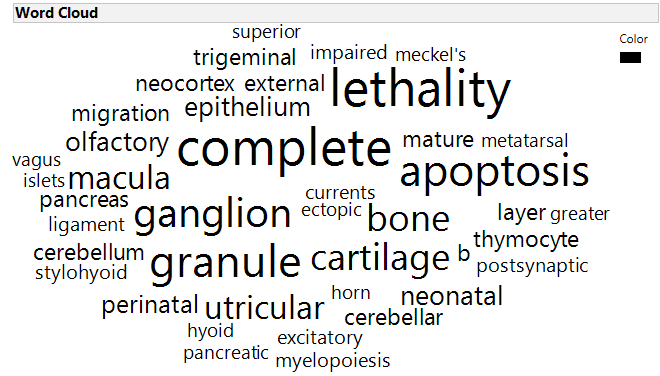 Word Cloud
superior
Color
trigeminal impaired meckel's
neocortex external lethality
migration epithelium
olfactory complete mature metatarsal
vagus
islets macula apoptosis
pancreas currents
ligament ganglion ectopic bone layer greater
cerebellum granule cartilage b thymocyte
stylohyoid postsynaptic
perinatal utricular horn neonatal
hyoid cerebellar
pancreatic excitatory
myelopoiesis